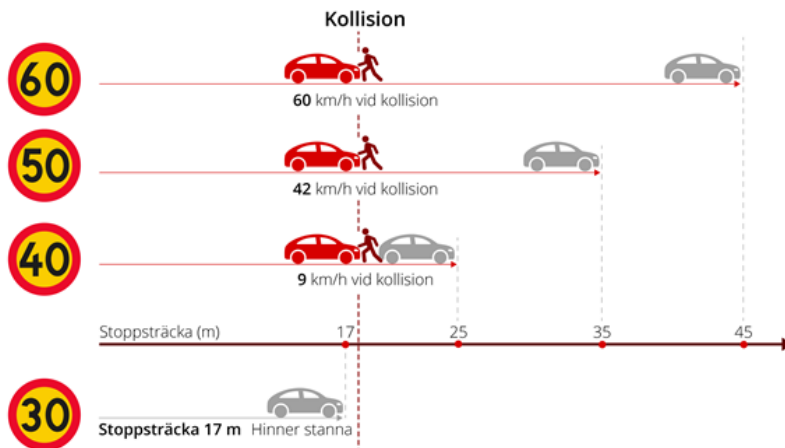 Kollision
60
60 km/h vid kollision
50
42 km/h vid kollision
40
9 km/h vid kollision
Stoppsträcka (m) 17 25 35 45
30
Stoppsträcka 17 m Hinner stanna